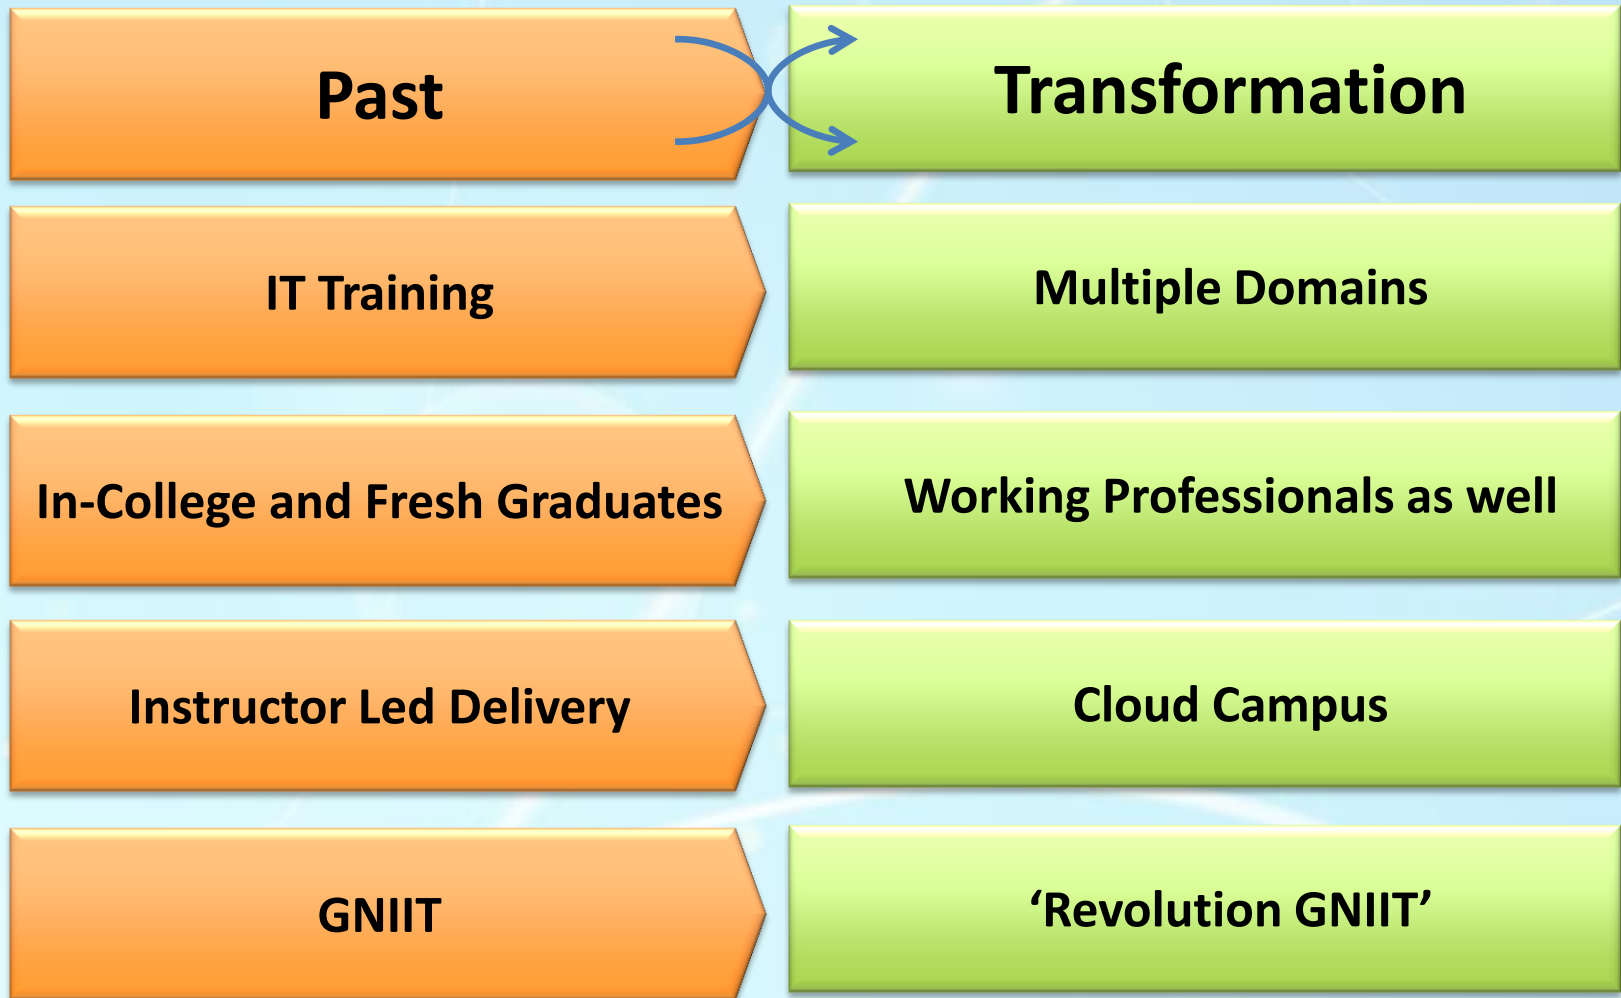 Past
Transformation
IT Training
Multiple Domains
In-College and Fresh Graduates
Working Professionals as well
Instructor Led Delivery
Cloud Campus
GNIIT
‘Revolution GNIIT’